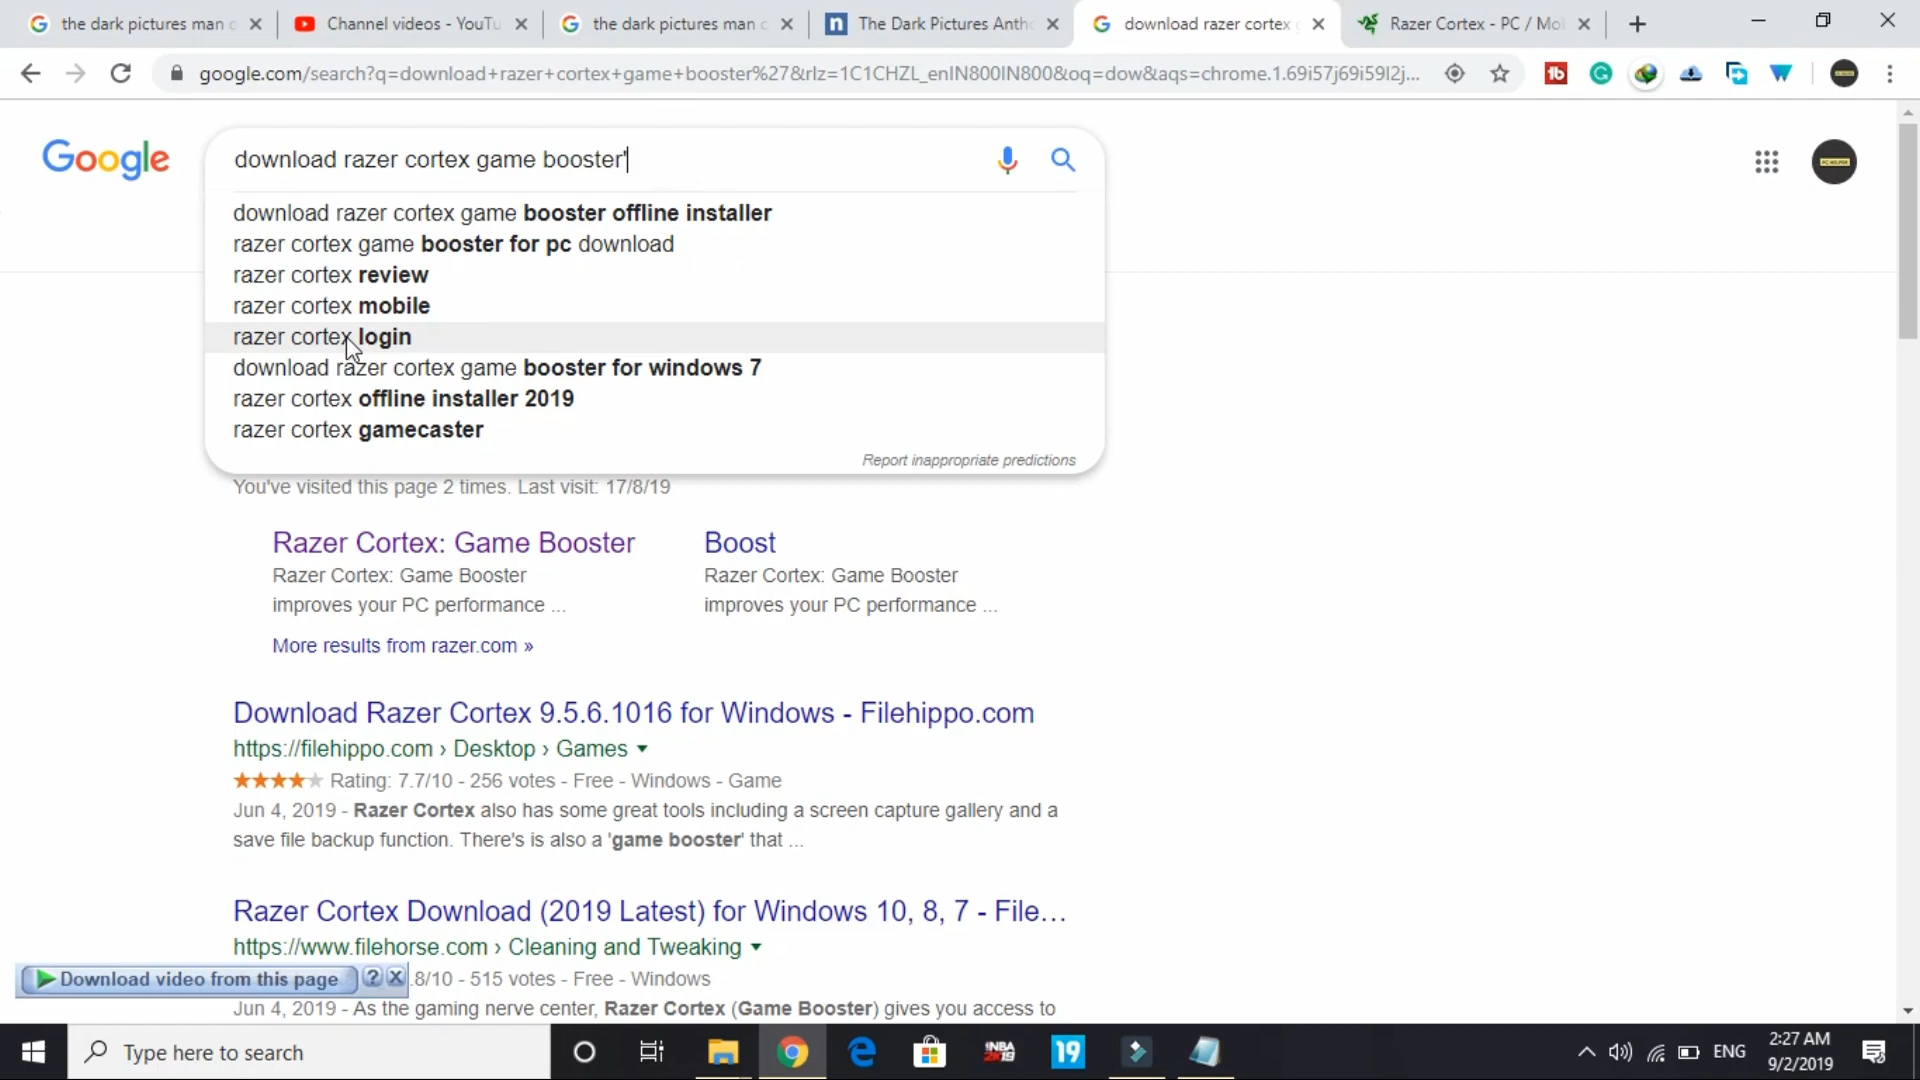 the dark pictures man o
Channel videos - YouTu
the dark pictures man o
The Dark Pictures Antho
download razer cortex g
Razer Cortex - PC / Mob
google.com/search?q=download+razer+cortex+game+booster%27&rlz=1C1CHZL_enIN800IN800&oq=dow&aqs=chrome.1.69i57j69i59l2j...
Google
download razer cortex game booster'
download razer cortex game booster offline installer
razer cortex game booster for pc download
razer cortex review
razer cortex mobile
razer cortex login
download razer cortex game booster for windows 7
razer cortex offline installer 2019
razer cortex gamecaster
Report inappropriate predictions
You've visited this page 2 times. Last visit: 17/8/19
Razer Cortex: Game Booster
Razer Cortex: Game Booster
improves your PC performance ...
Boost
Razer Cortex: Game Booster
improves your PC performance ...
More results from razer.com »
Download Razer Cortex 9.5.6.1016 for Windows - Filehippo.com
https://filehippo.com › Desktop › Games
Rating: 7.7/10 - 256 votes - Free - Windows - Game
Jun 4, 2019 - Razer Cortex also has some great tools including a screen capture gallery and a
save file backup function. There's is also a 'game booster' that ...
Razer Cortex Download (2019 Latest) for Windows 10, 8, 7 - File...
https://www.filehorse.com › Cleaning and Tweaking
Download video from this page
.8/10 - 515 votes - Free - Windows
Jun 4, 2019 - As the gaming nerve center, Razer Cortex (Game Booster) gives you access to
Type here to search
NBA
2K19
19
ENG
2:27 AM
9/2/2019